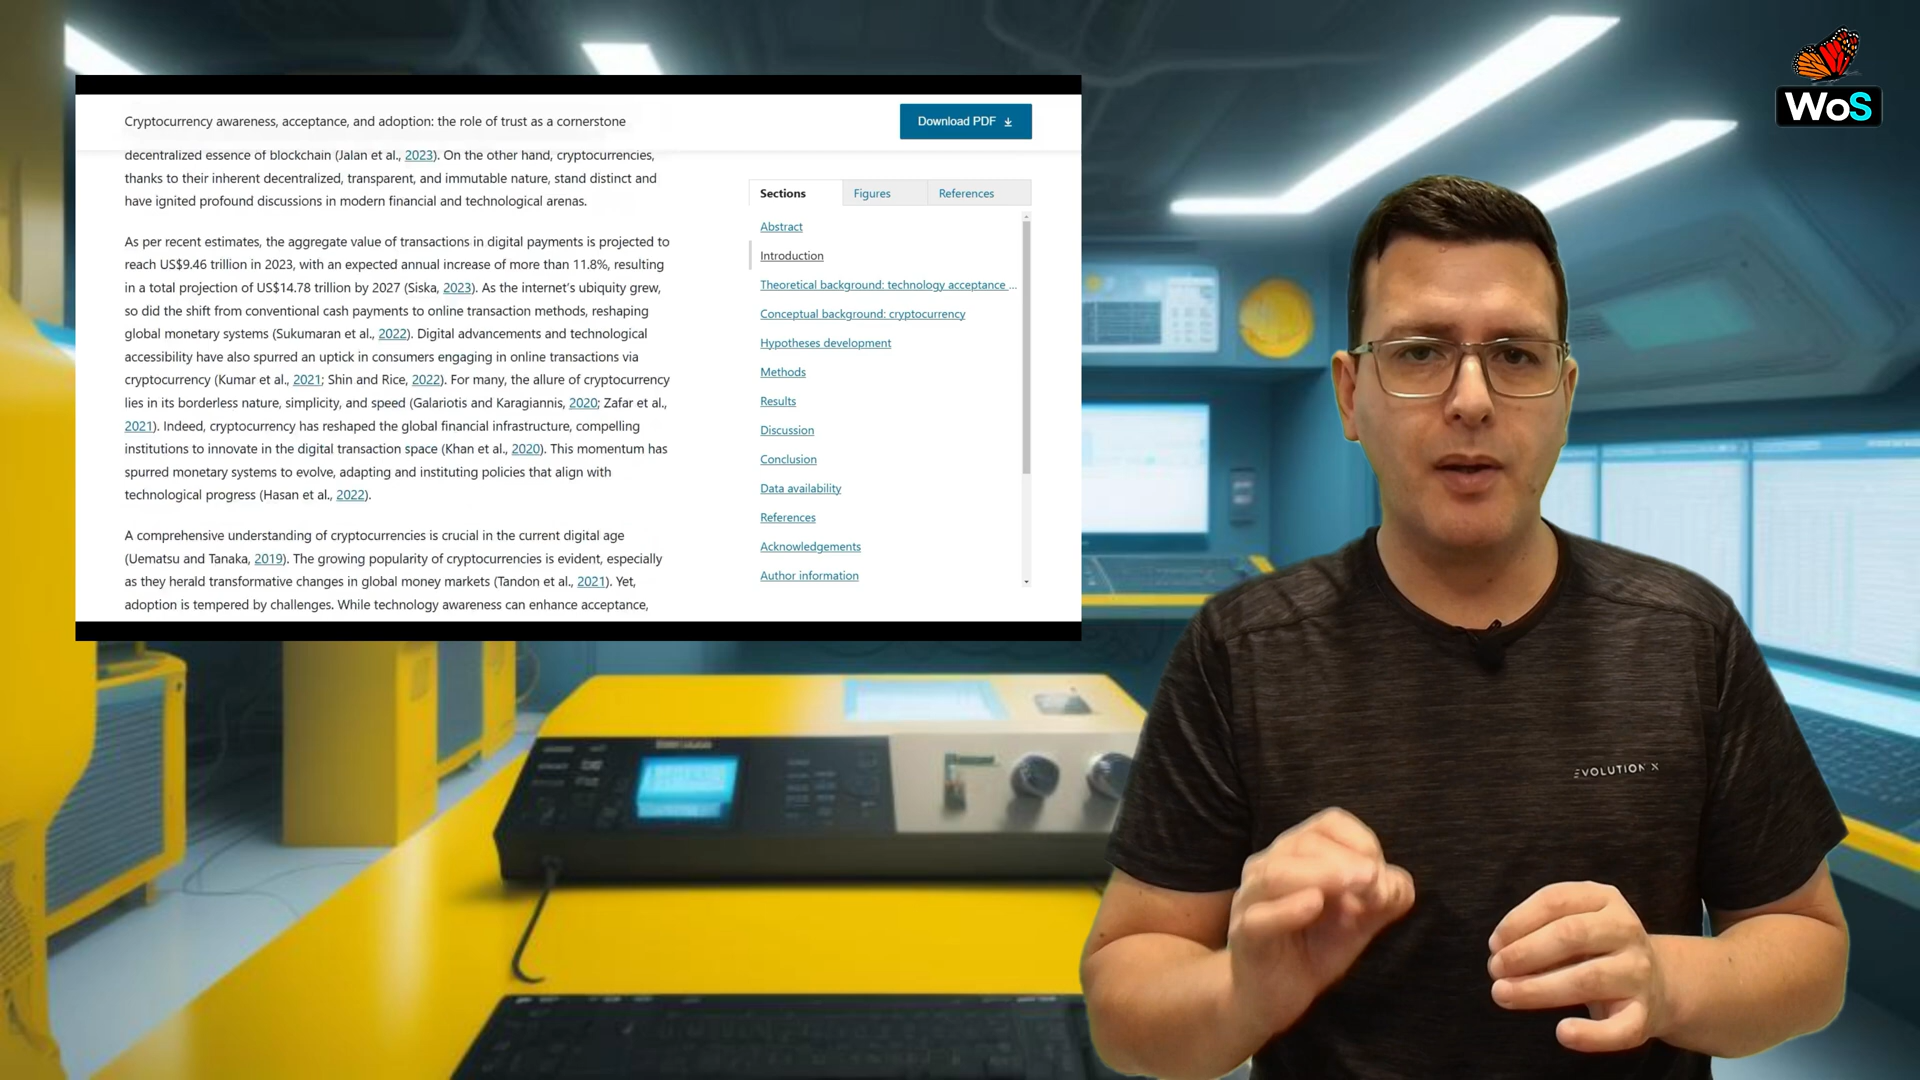 WoS
Cryptocurrency awareness, acceptance, and adoption: the role of trust as a cornerstone
Download PDF
decentralized essence of blockchain (Jalan et al., 2023). On the other hand, cryptocurrencies,
thanks to their inherent decentralized, transparent, and immutable nature, stand distinct and
have ignited profound discussions in modern financial and technological arenas.
As per recent estimates, the aggregate value of transactions in digital payments is projected to
reach US$9.46 trillion in 2023, with an expected annual increase of more than 11.8%, resulting
in a total projection of US$14.78 trillion by 2027 (Siska, 2023). As the internet’s ubiquity grew,
so did the shift from conventional cash payments to online transaction methods, reshaping
global monetary systems (Sukumaran et al., 2022). Digital advancements and technological
accessibility have also spurred an uptick in consumers engaging in online transactions via
cryptocurrency (Kumar et al., 2021; Shin and Rice, 2022). For many, the allure of cryptocurrency
lies in its borderless nature, simplicity, and speed (Galariotis and Karagiannis, 2020; Zafar et al.,
2021). Indeed, cryptocurrency has reshaped the global financial infrastructure, compelling
institutions to innovate in the digital transaction space (Khan et al., 2020). This momentum has
spurred monetary systems to evolve, adapting and instituting policies that align with
technological progress (Hasan et al., 2022).
A comprehensive understanding of cryptocurrencies is crucial in the current digital age
(Uematsu and Tanaka, 2019). The growing popularity of cryptocurrencies is evident, especially
as they herald transformative changes in global money markets (Tandon et al., 2021). Yet,
adoption is tempered by challenges. While technology awareness can enhance acceptance,
Sections
Figures
References
Abstract
Introduction
Theoretical background: technology acceptance ...
Conceptual background: cryptocurrency
Hypotheses development
Methods
Results
Discussion
Conclusion
Data availability
References
Acknowledgements
Author information
EVOLUTION X